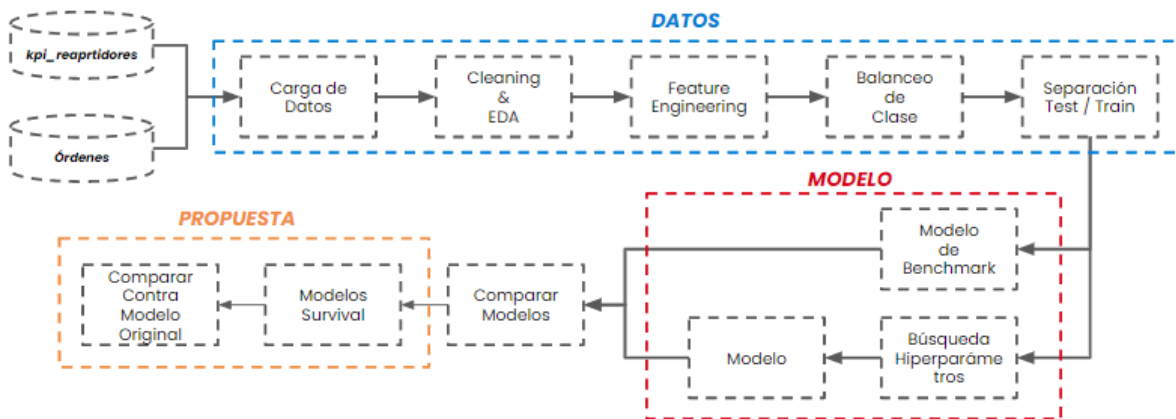 DATOS
kpi_reaprtidores
Órdenes
Carga de
Datos
Cleaning
&
EDA
Feature
Engineering
Balanceo
de
Clase
Separación
Test / Train
MODELO
Modelo
de
Benchmark
Búsqueda
Hiperparáme
tros
Modelo
Comparar
Modelos
PROPUESTA
Modelos
Survival
Comparar
Contra
Modelo
Original